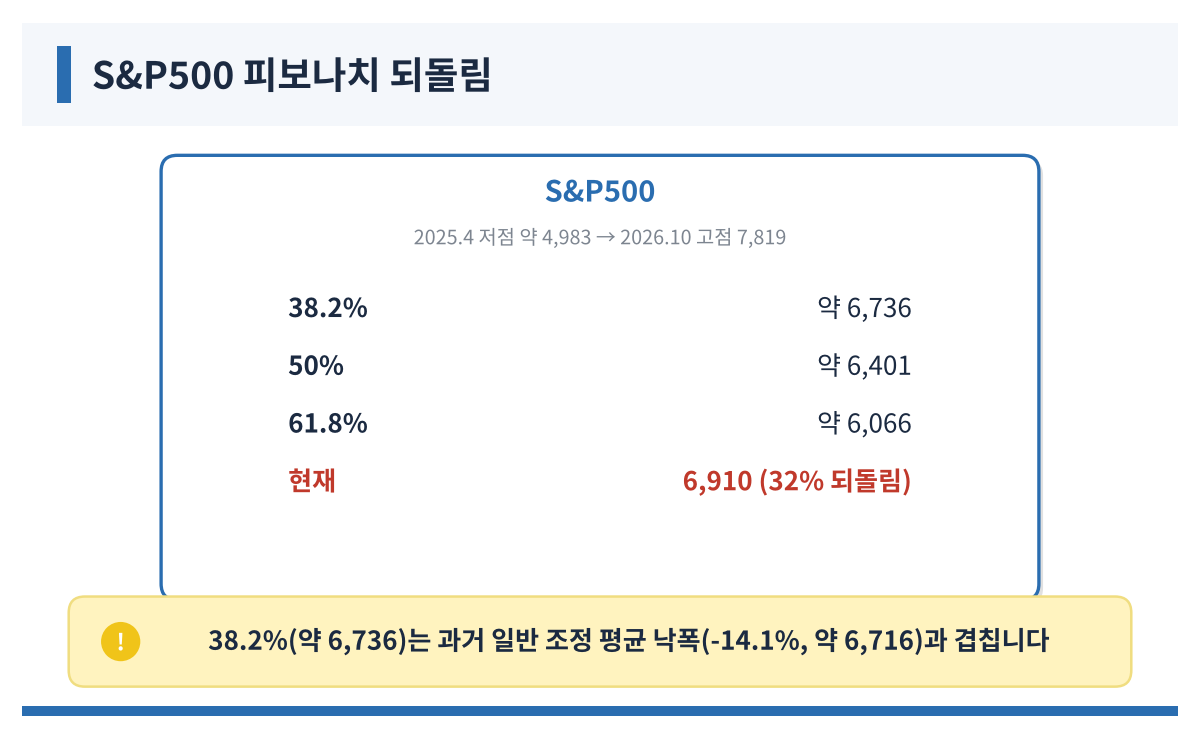 S&P500 피보나치 되돌림
S&P500
2025.4 저점 약 4,983 → 2026.10 고점 7,819
38.2% 약 6,736
50% 약 6,401
61.8% 약 6,066
현재 6,910 (32% 되돌림)
! 38.2%(약 6,736)는 과거 일반 조정 평균 낙폭(-14.1%, 약 6,716)과 겹칩니다